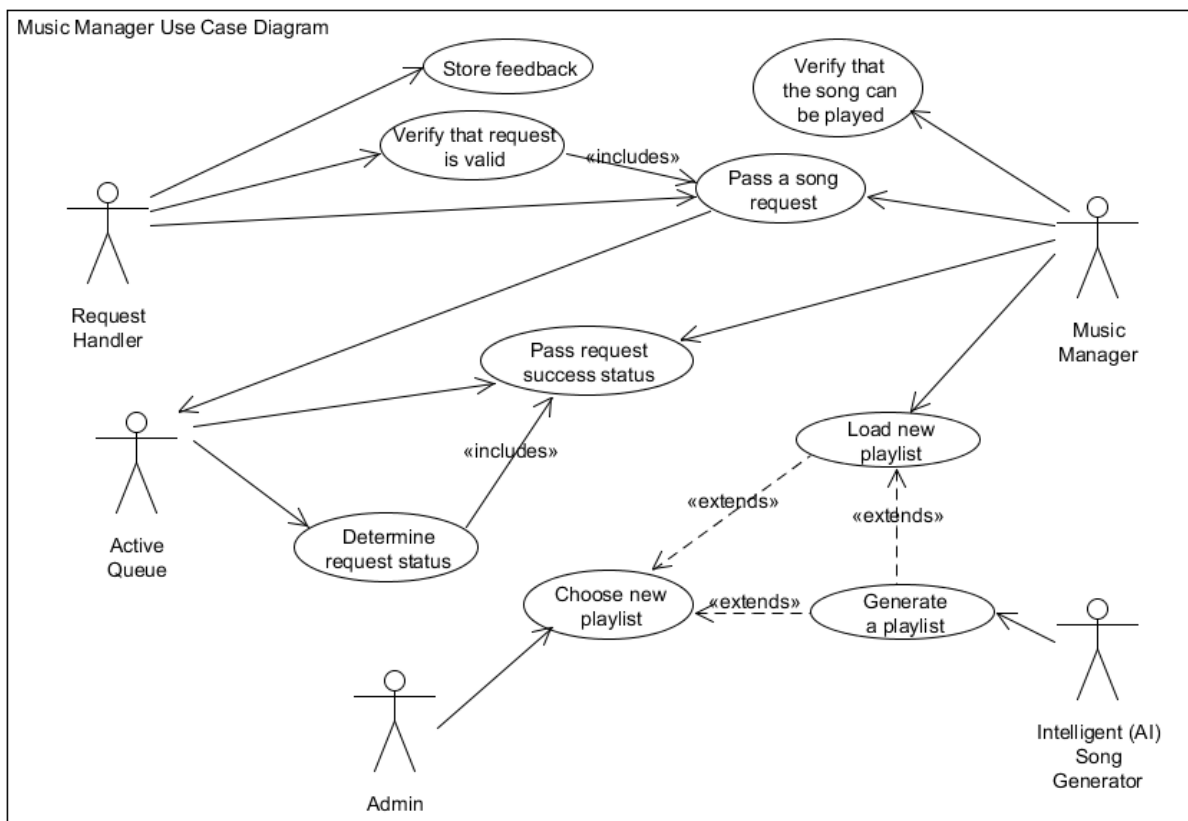 Music Manager Use Case Diagram
Store feedback
Verify that
the song can
be played
Verify that request
is valid
«includes»
Pass a song
request
Request
Handler
Music
Manager
Pass request
success status
«includes»
Load new
playlist
Active
Queue
Determine
request status
«extends»
«extends»
Choose new
playlist
«extends»
Generate
a playlist
Admin
Intelligent (AI)
Song
Generator